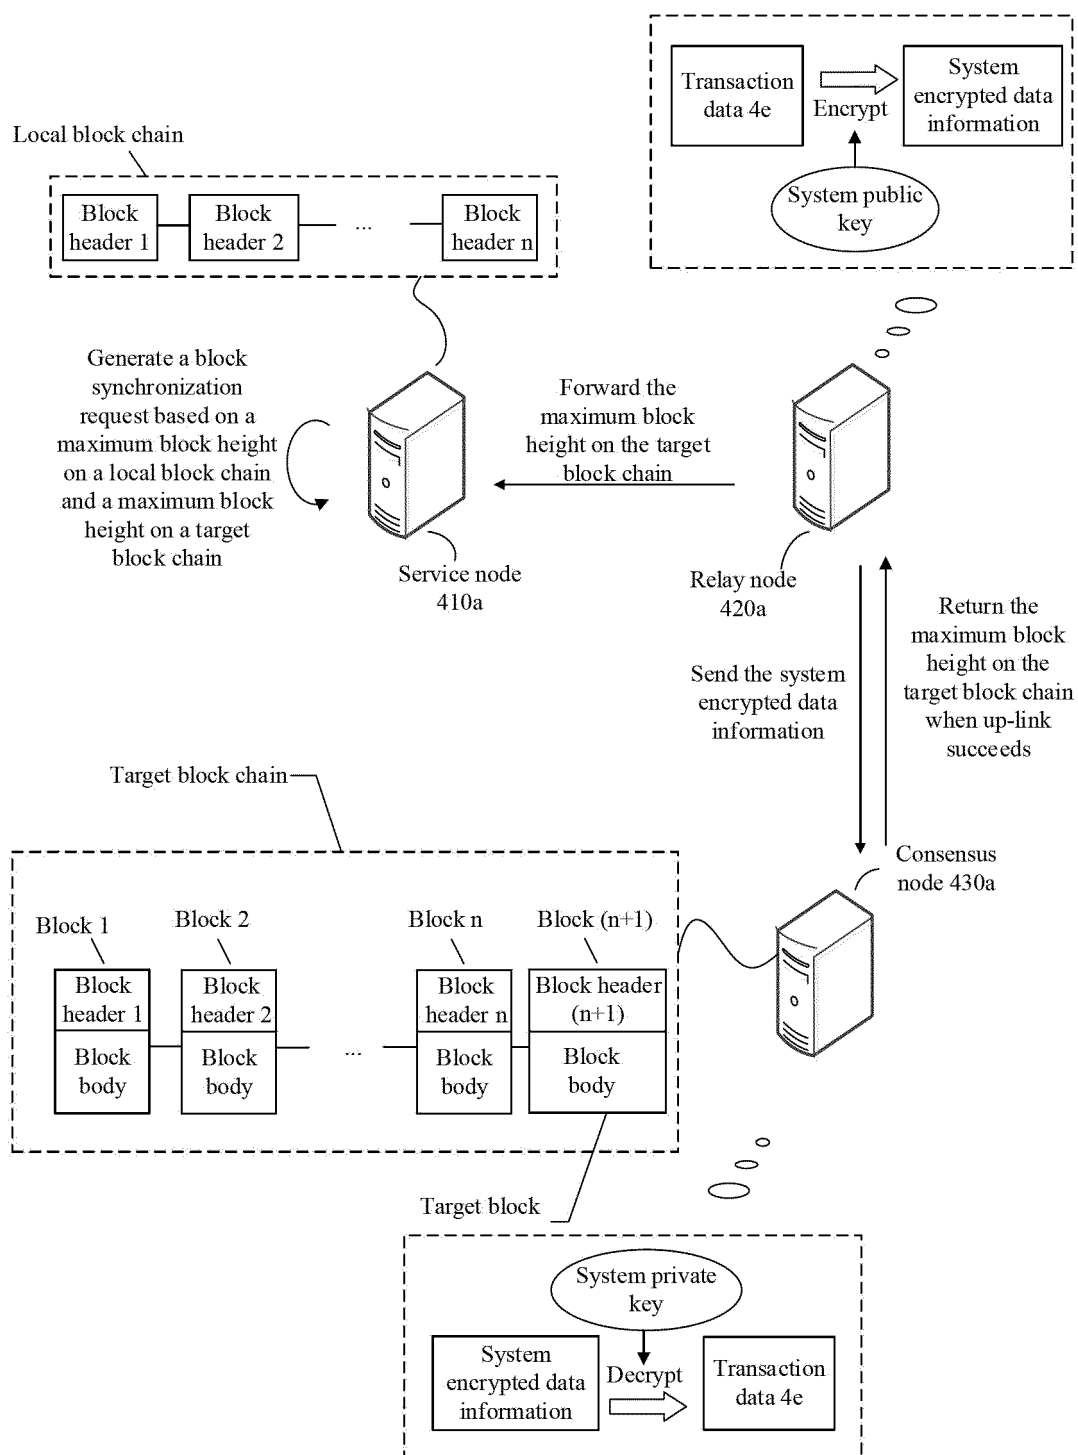 Transaction
data 4e
Encrypt
System
encrypted data
information
System public
key
Local block chain
Block
header 1
Block
header 2
...
Block
header n
Generate a block
synchronization
request based on a
maximum block height
on a local block chain
and a maximum block
height on a target
block chain
Service node
410a
Forward the
maximum block
height on the target
block chain
Relay node
420a
Send the system
encrypted data
information
Return the
maximum block
height on the
target block chain
when up-link
succeeds
Target block chain
Consensus
node 430a
Block 1
Block 2
Block n
Block (n+1)
Block
header 1
Block
body
Block
header 2
Block
body
...
Block
header n
Block
body
Block header
(n+1)
Block
body
Target block
System private
key
System
encrypted data
information
Decrypt
Transaction
data 4e